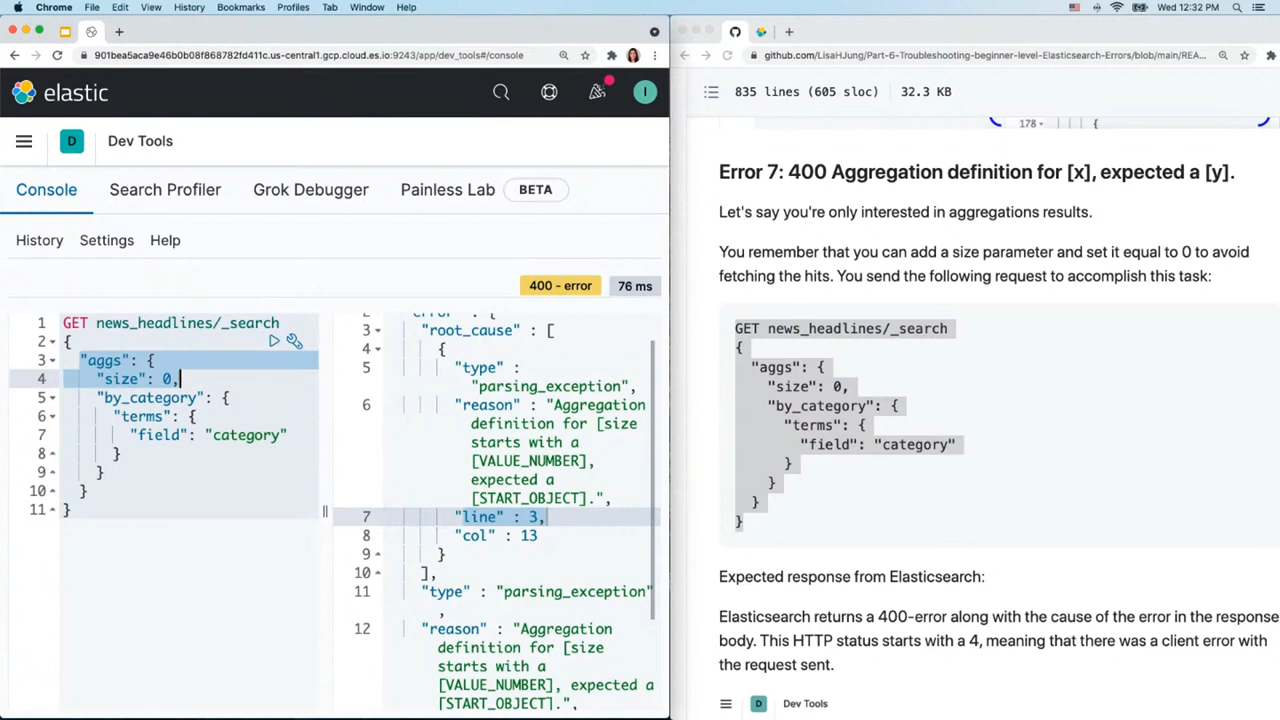 Chrome File Edit View History Bookmarks Profiles Tab Window Help
Wed 12:32 PM
901bea5aca9e46b0b08f868782fd411c.us-central1.gcp.cloud.es.io:9243/app/dev_tools#/console
elastic
I
D Dev Tools
Console Search Profiler Grok Debugger Painless Lab BETA
History Settings Help
400 - error 76 ms
1 GET news_headlines/_search
2 {
3 "aggs": {
4 "size": 0,
5 "by_category": {
6 "terms": {
7 "field": "category"
8 }
9 }
10 }
11 }
2 "error" : {
3 "root_cause" : [
4 {
5 "type" :
"parsing_exception",
6 "reason" : "Aggregation
definition for [size
starts with a
[VALUE_NUMBER],
expected a
[START_OBJECT].",
7 "line" : 3,
8 "col" : 13
9 }
10 ],
11 "type" : "parsing_exception"
,
12 "reason" : "Aggregation
definition for [size
starts with a
[VALUE_NUMBER], expected a
[START_OBJECT].",
github.com/LisaHJung/Part-6-Troubleshooting-beginner-level-Elasticsearch-Errors/blob/main/REA...
835 lines (605 sloc) 32.3 KB
178 {
Error 7: 400 Aggregation definition for [x], expected a [y].
Let's say you're only interested in aggregations results.
You remember that you can add a size parameter and set it equal to 0 to avoid
fetching the hits. You send the following request to accomplish this task:
GET news_headlines/_search
{
"aggs": {
"size": 0,
"by_category": {
"terms": {
"field": "category"
}
}
}
}
Expected response from Elasticsearch:
Elasticsearch returns a 400-error along with the cause of the error in the response
body. This HTTP status starts with a 4, meaning that there was a client error with
the request sent.
D Dev Tools